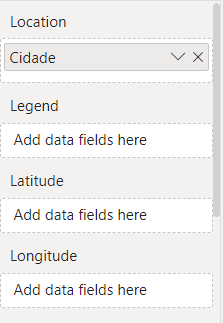 Location
Cidade
Legend
Add data fields here
Latitude
Add data fields here
Longitude
Add data fields here